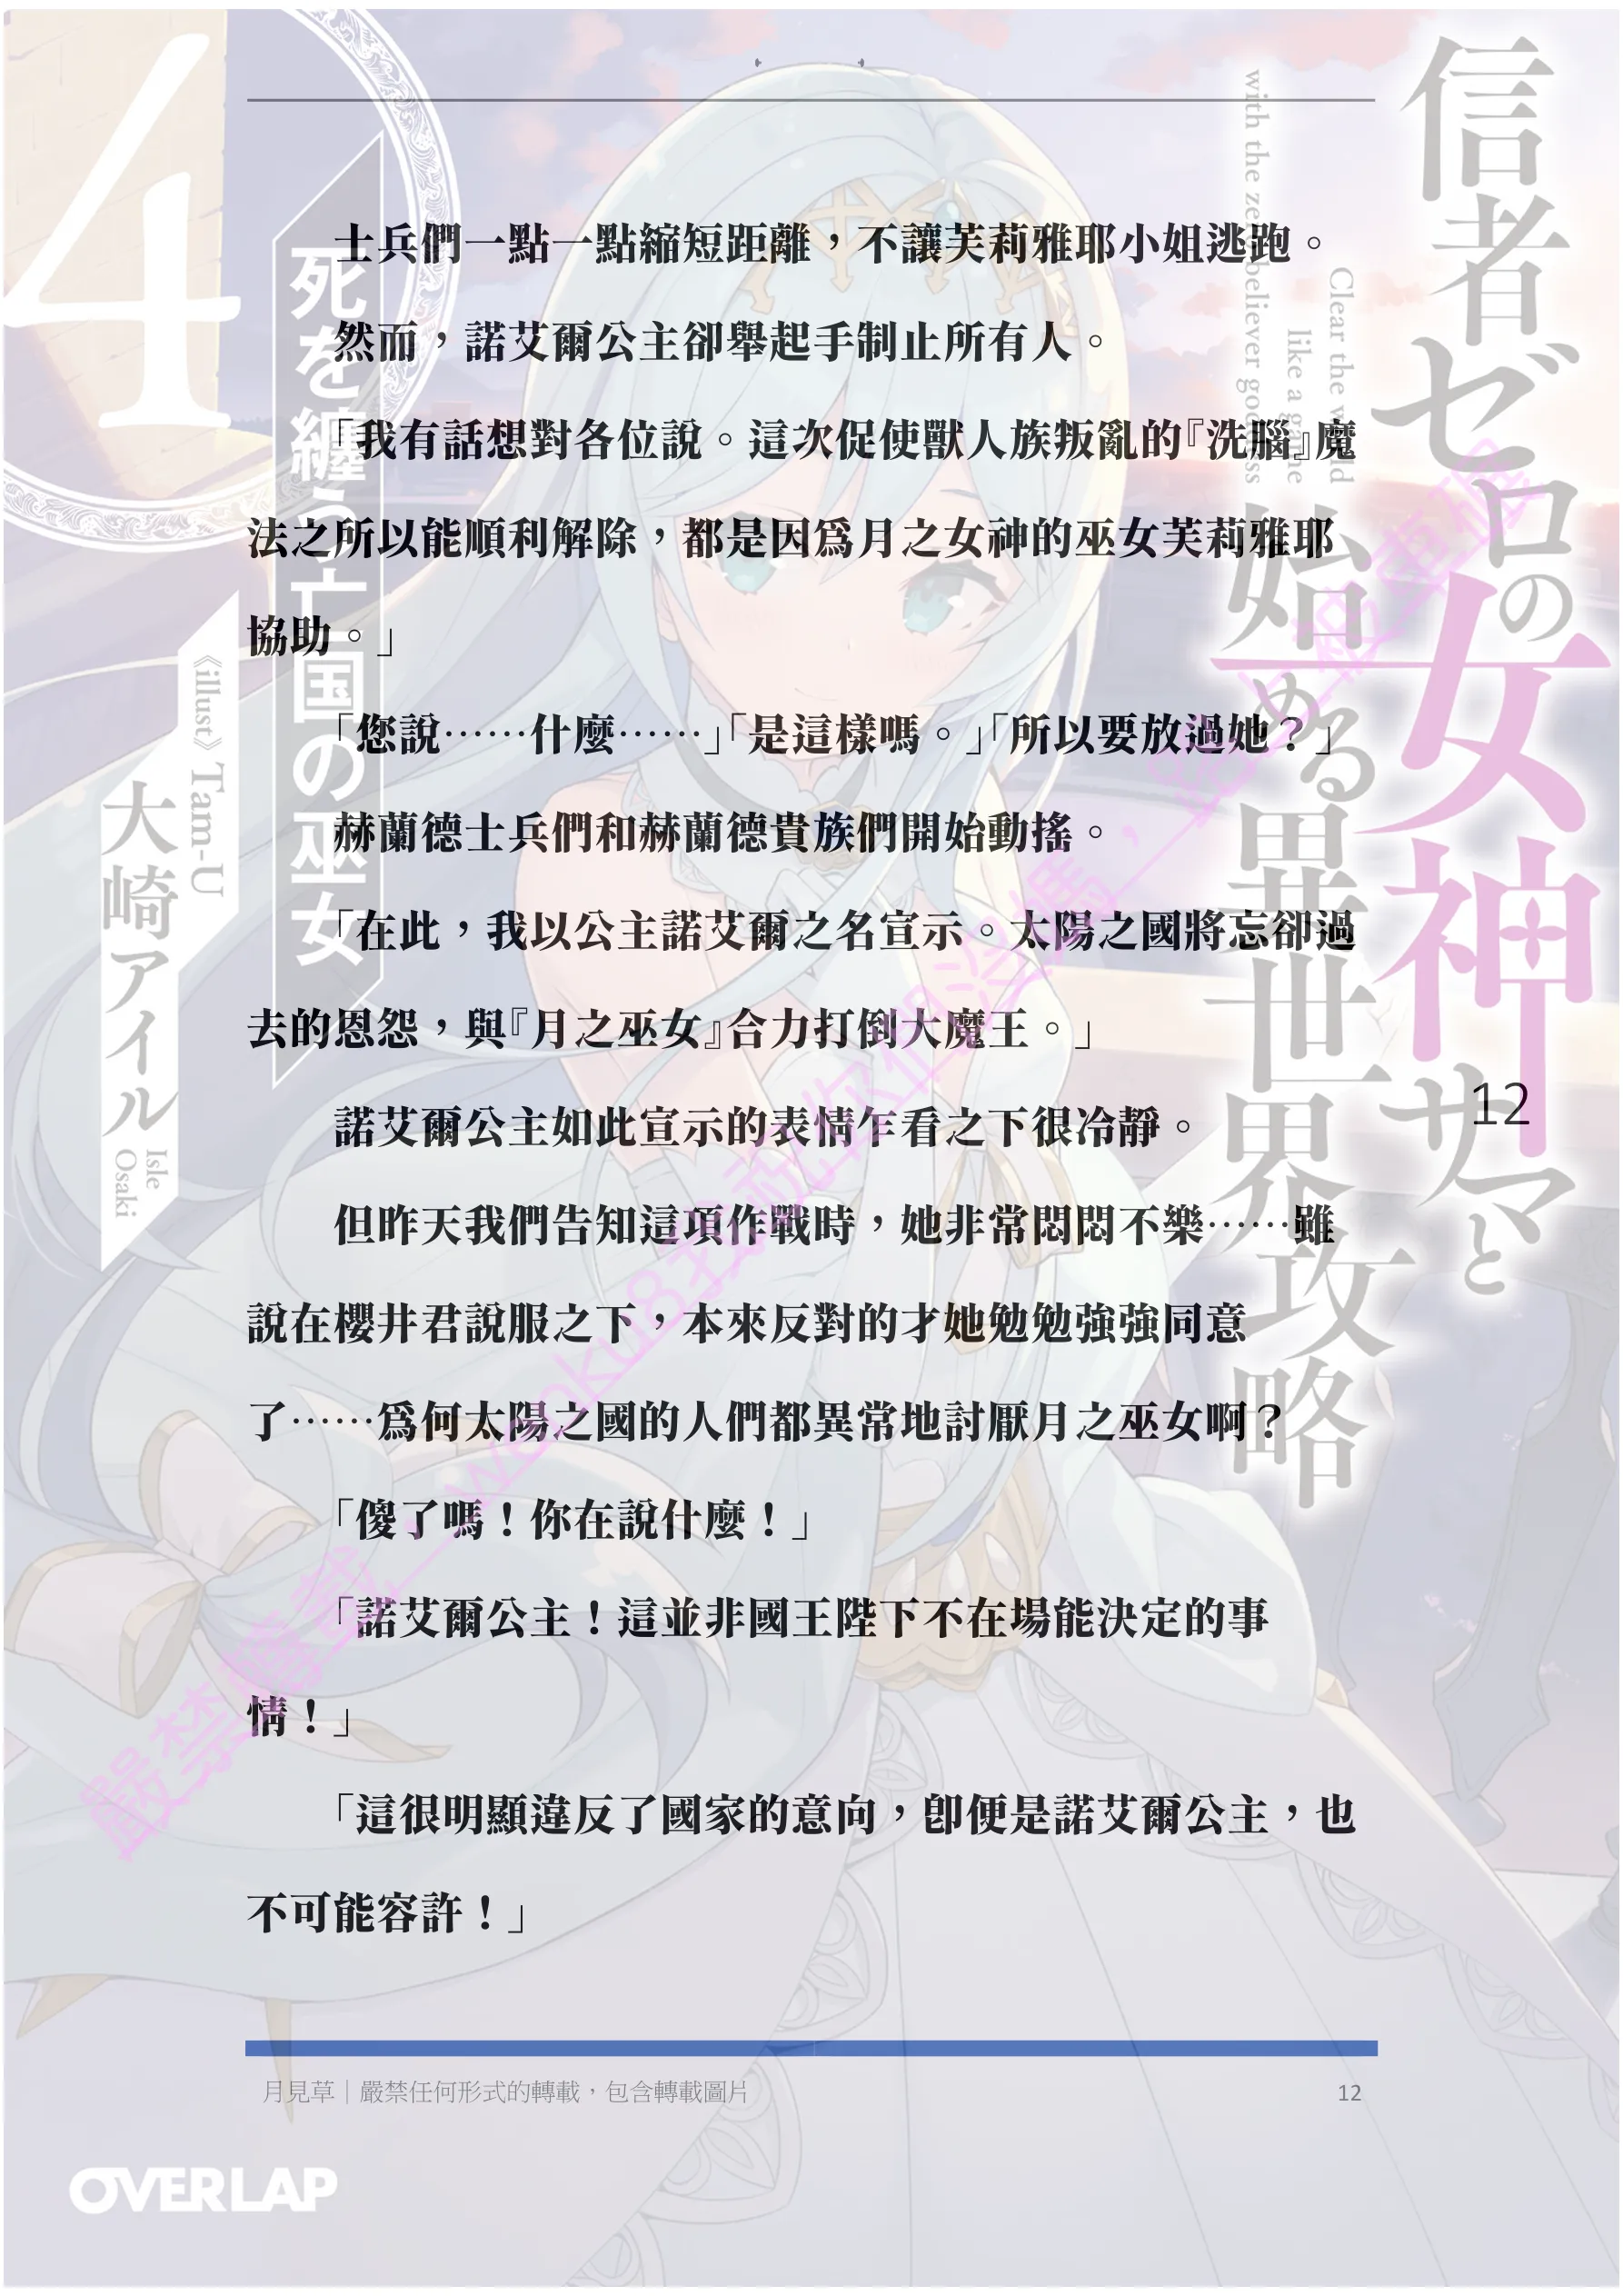 士兵們一點一點縮短距離，不讓芙莉雅耶小姐逃跑。
然而，諾艾爾公主卻舉起手制止所有人。
「我有話想對各位說。這次促使獸人族叛亂的『洗腦』魔
法之所以能順利解除，都是因爲月之女神的巫女芙莉雅耶
協助。」
「您說⋯⋯什麼⋯⋯」「是這樣嗎。」「所以要放過她？」
赫蘭德士兵們和赫蘭德貴族們開始動搖。
「在此，我以公主諾艾爾之名宣示。太陽之國將忘卻過
去的恩怨，與『月之巫女』合力打倒大魔王。」
諾艾爾公主如此宣示的表情乍看之下很冷靜。
但昨天我們告知這項作戰時，她非常悶悶不樂⋯⋯雖
說在櫻井君說服之下，本來反對的才她勉勉強強同意
了⋯⋯爲何太陽之國的人們都異常地討厭月之巫女啊？
「傻了嗎！你在說什麼！」
「諾艾爾公主！這並非國王陛下不在場能決定的事
情！」
「這很明顯違反了國家的意向，卽便是諾艾爾公主，也
不可能容許！」
月見草｜嚴禁任何形式的轉載，包含轉載圖片
12
12
信者ゼロの女神サマと
始める異世界攻略
Clear the world
like a game
with the zero believer goddess
4
死を纏う亡国の巫女
《illust》Tam-U
大崎アイル
Isle
Osaki
OVERLAP